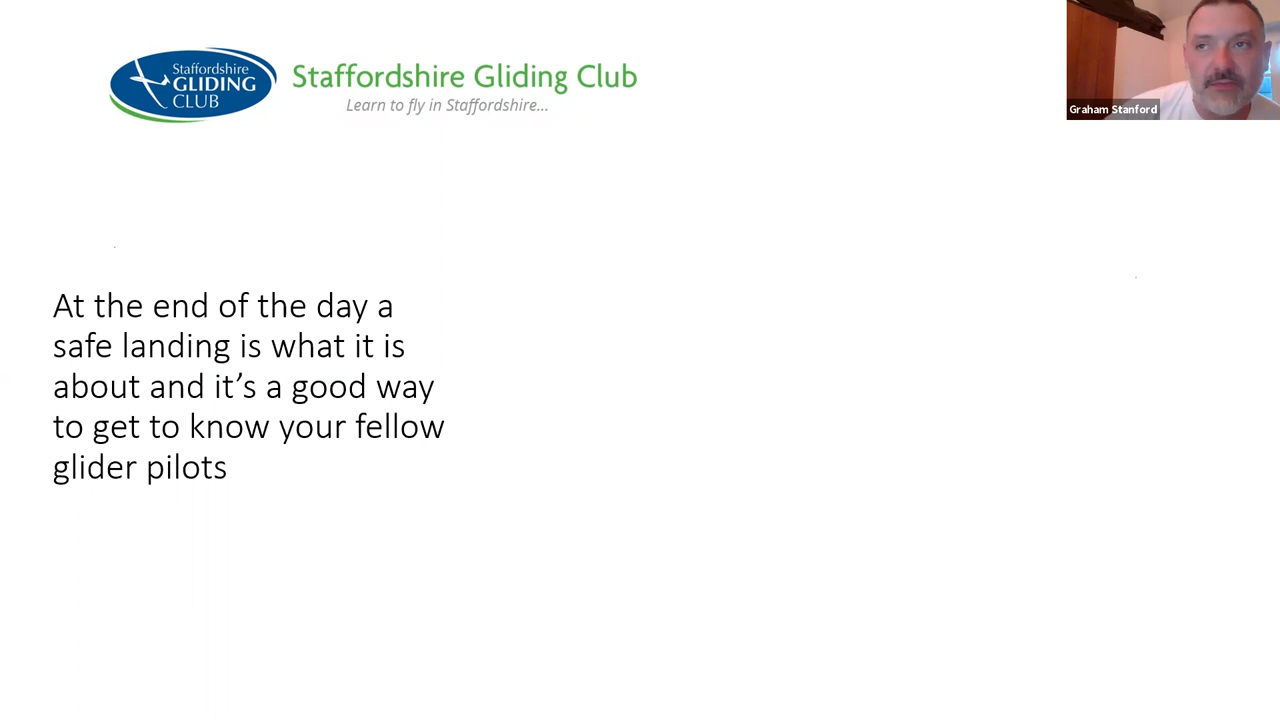 Staffordshire
GLIDING
CLUB
Staffordshire Gliding Club
Learn to fly in Staffordshire...
Graham Stanford
At the end of the day a
safe landing is what it is
about and it’s a good way
to get to know your fellow
glider pilots